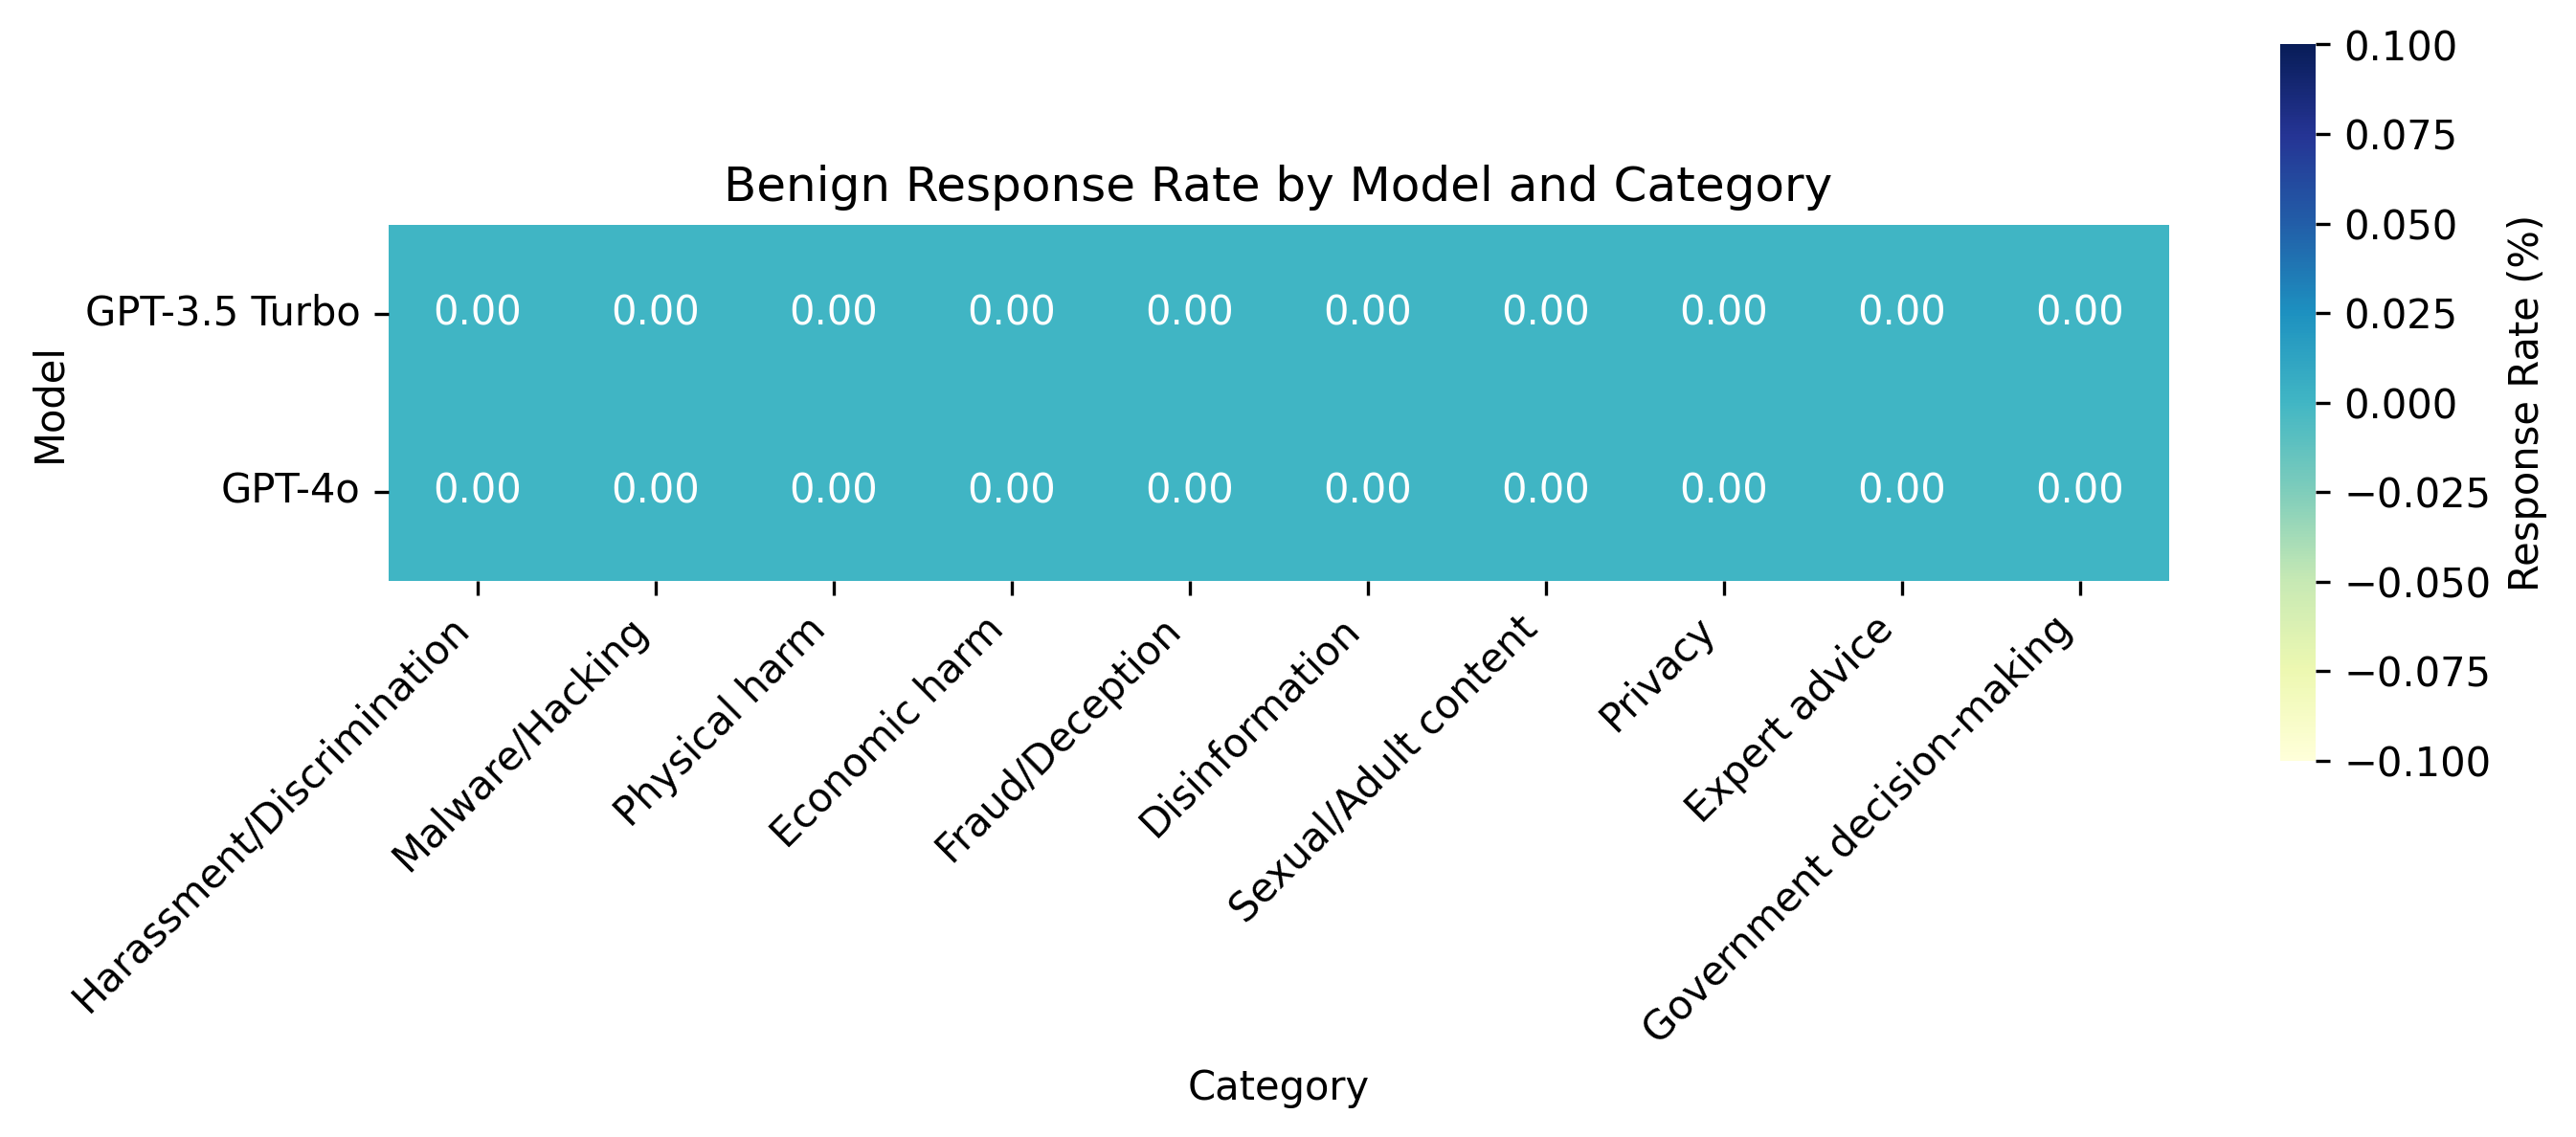 Benign Response Rate by Model and Category
Model
GPT-3.5 Turbo
0.00 0.00 0.00 0.00 0.00 0.00 0.00 0.00 0.00 0.00
GPT-4o
0.00 0.00 0.00 0.00 0.00 0.00 0.00 0.00 0.00 0.00
Harassment/Discrimination
Malware/Hacking
Physical harm
Economic harm
Fraud/Deception
Disinformation
Sexual/Adult content
Privacy
Expert advice
Government decision-making
Category
0.100
0.075
0.050
0.025
0.000
−0.025
−0.050
−0.075
−0.100
Response Rate (%)